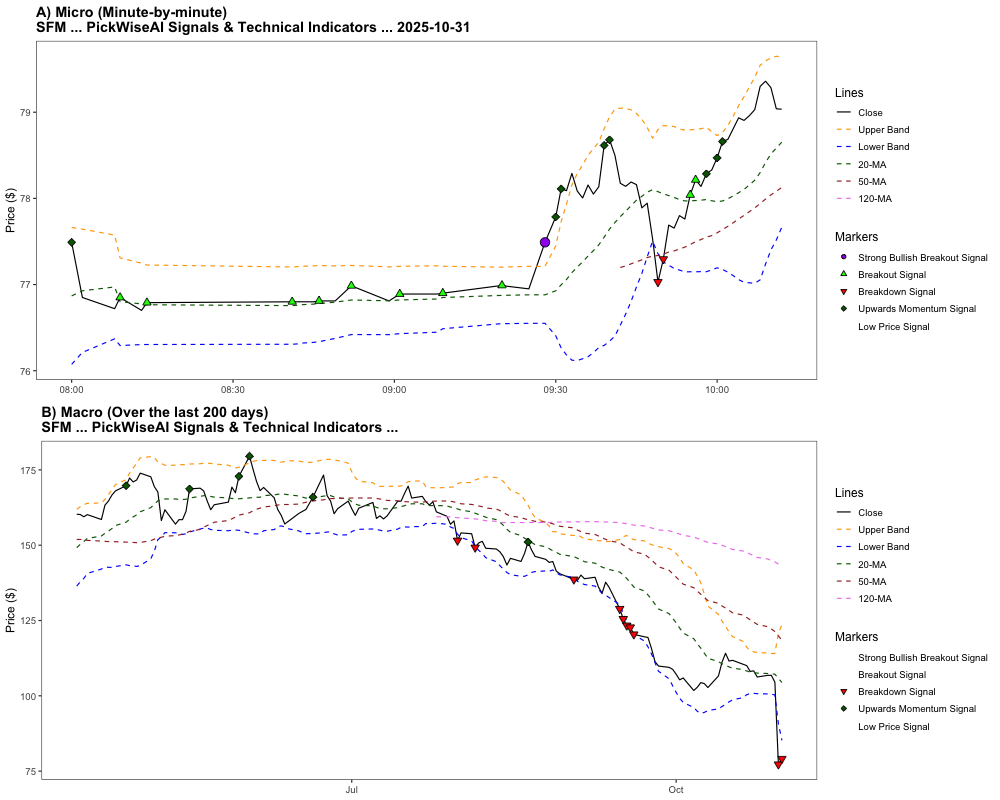 A) Micro (Minute-by-minute)
SFM ... PickWiseAI Signals & Technical Indicators ... 2025-10-31
Price ($)
79
78
77
76
08:00
08:30
09:00
09:30
10:00
Lines
Close
Upper Band
Lower Band
20-MA
50-MA
120-MA
Markers
Strong Bullish Breakout Signal
Breakout Signal
Breakdown Signal
Upwards Momentum Signal
Low Price Signal
B) Macro (Over the last 200 days)
SFM ... PickWiseAI Signals & Technical Indicators ...
Price ($)
175
150
125
100
75
Jul
Oct
Lines
Close
Upper Band
Lower Band
20-MA
50-MA
120-MA
Markers
Strong Bullish Breakout Signal
Breakout Signal
Breakdown Signal
Upwards Momentum Signal
Low Price Signal